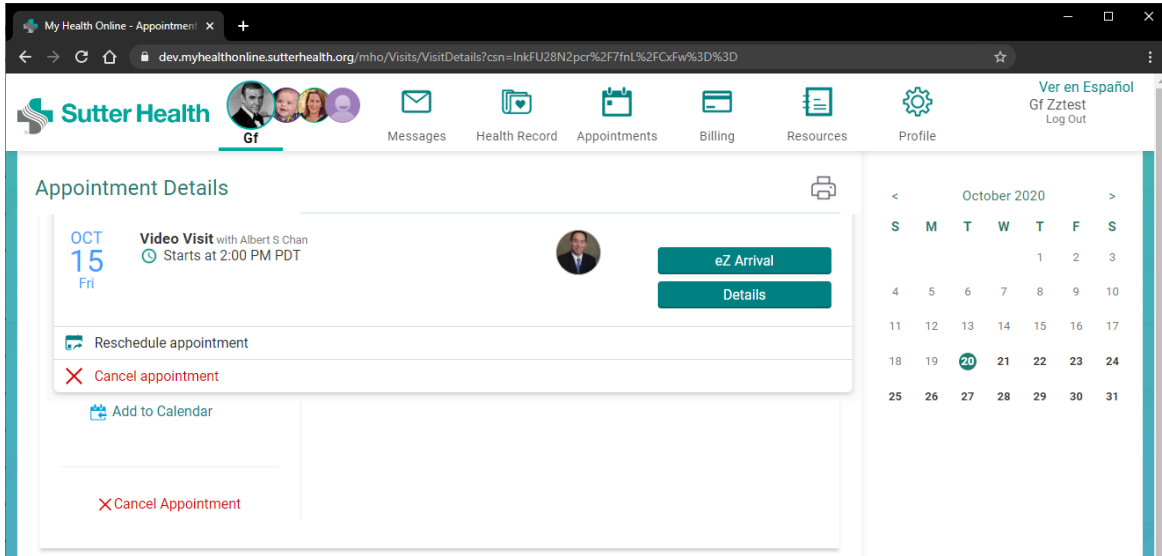 My Health Online - Appointment
dev.myhealthonline.sutterhealth.org/mho/Visits/VisitDetails?csn=InkFU28N2pcr%2F7fnL%2FCxFw%3D%3D
Sutter Health
Gf
Messages
Health Record
Appointments
Billing
Resources
Profile
Ver en Español
Gf Zztest
Log Out
Appointment Details
OCT
15
Fri
Video Visit with Albert S Chan
Starts at 2:00 PM PDT
eZ Arrival
Details
Reschedule appointment
Cancel appointment
Add to Calendar
Cancel Appointment
< October 2020 >
S M T W T F S
1 2 3
4 5 6 7 8 9 10
11 12 13 14 15 16 17
18 19 20 21 22 23 24
25 26 27 28 29 30 31